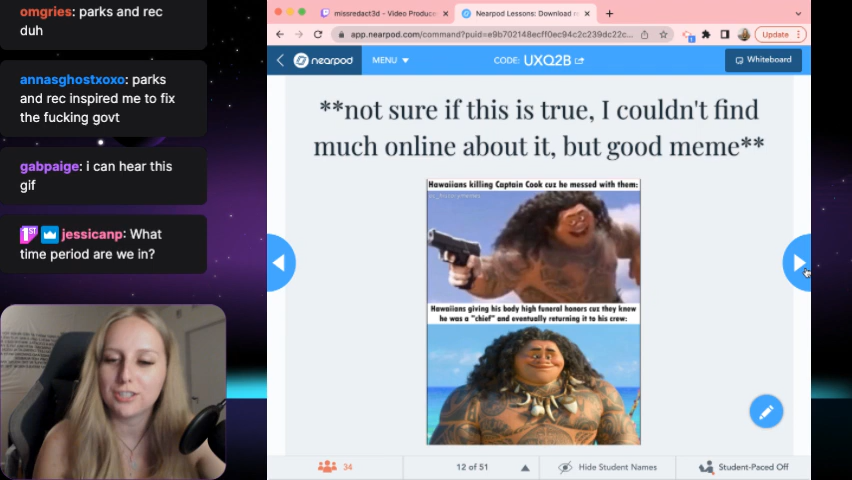 omgries: parks and rec
duh
annasghostxoxo: parks
and rec inspired me to fix
the fucking govt
gabpaige: i can hear this
gif
1ST jessicanp: What
time period are we in?
missredact3d - Video Produce
Nearpod Lessons: Download r
app.nearpod.com/command?puid=e9b702148ecff0ec94c2c239dc22c...
Update
nearpod
MENU
CODE: UXQ2B
Whiteboard
**not sure if this is true, I couldn't find
much online about it, but good meme**
Hawaiians killing Captain Cook cuz he messed with them:
Hawaiians giving his body high funeral honors cuz they knew
he was a "chief" and eventually returning it to his crew:
34
12 of 51
Hide Student Names
Student-Paced Off